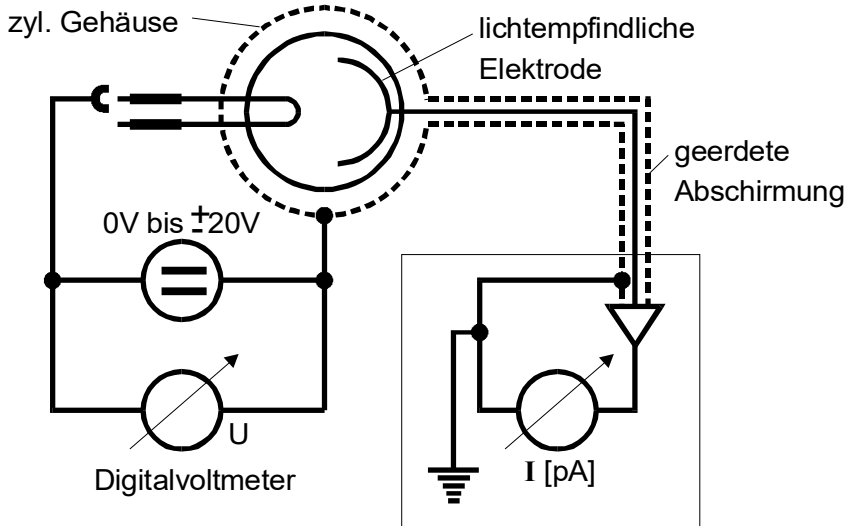 zyl. Gehäuse
lichtempfindliche
Elektrode
geerdete
Abschirmung
0V bis ±20V
U
Digitalvoltmeter
I [pA]